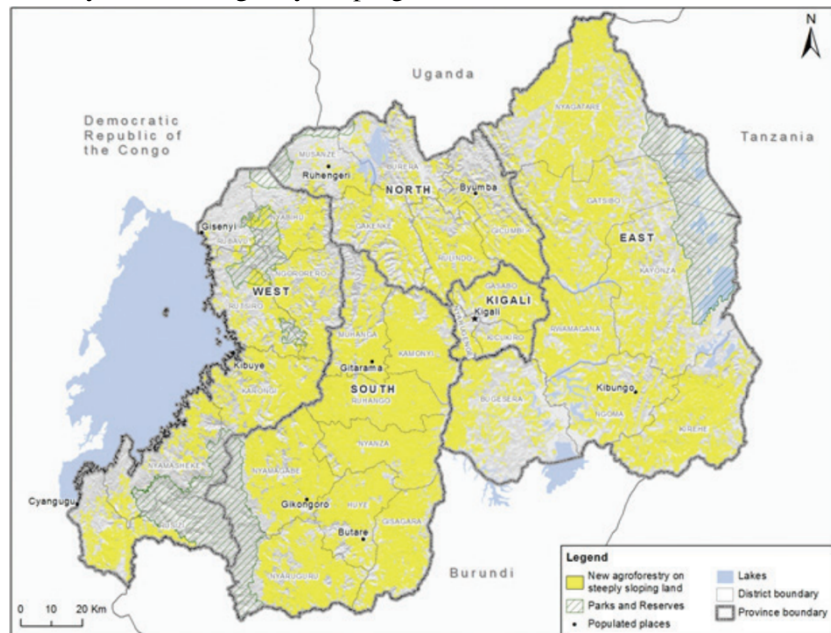 N
Uganda
Democratic
Republic of
the Congo
Tanzania
NYAGATARE
MUSANZE
Ruhengeri
BURERA
NORTH
Byumba
GATSIBO
Gisenyi
NYABIHU
RUBAVU
GAKENKE
GICUMBI
EAST
RULINDO
KAYONZA
NGORORERO
WEST
GASABO
RUTSIRO
KIGALI
Kigali
MUHANGA
KICUKIRO
RWAMAGANA
KAMONYI
Kibuye
Gitarama
SOUTH
KARONGI
RUHANGO
BUGESERA
Kibungo
NGOMA
KIREHE
NYANZA
NYAMASHEKE
NYAMAGABE
Cyangugu
Gikongoro
HUYE
GISAGARA
Butare
NYARUGURU
Burundi
Legend
New agroforestry on
steeply sloping land
Parks and Reserves
Populated places
Lakes
District boundary
Province boundary
0 10 20 Km